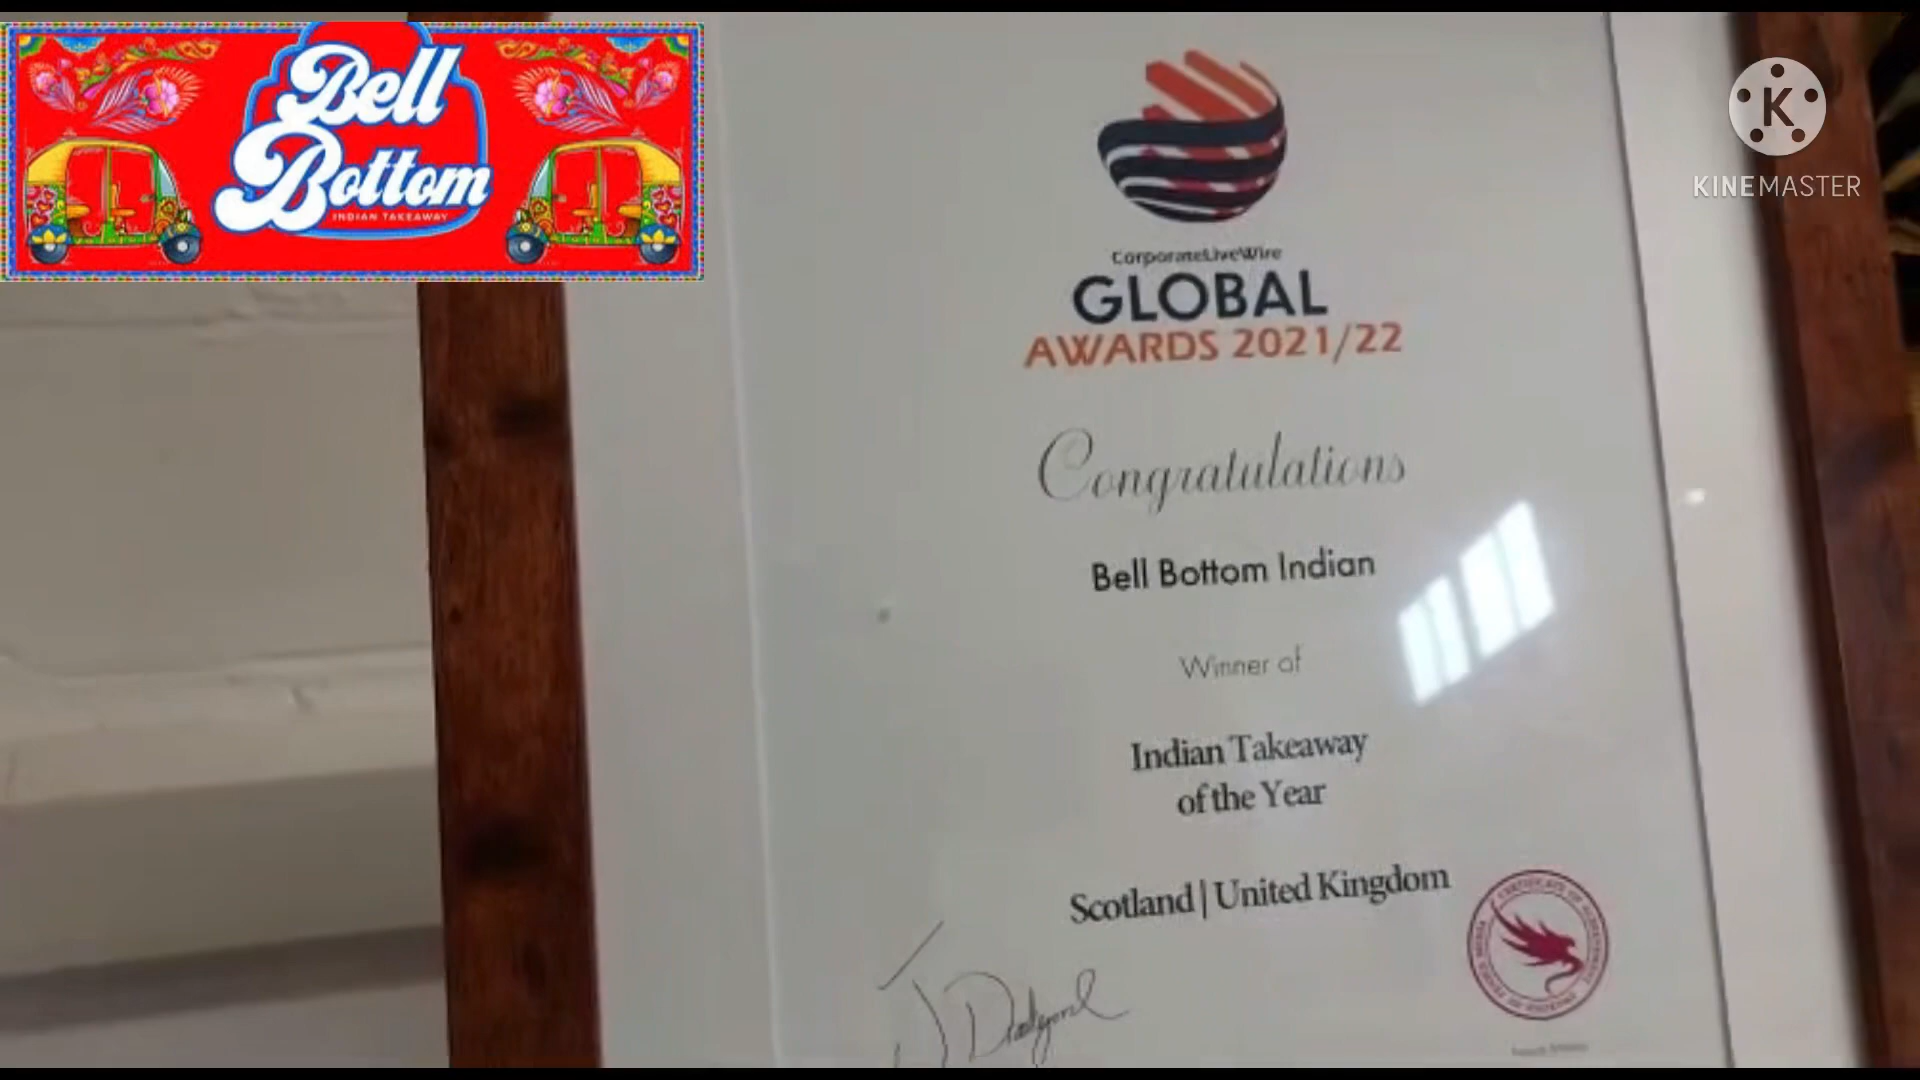 Bell
Bottom
INDIAN TAKEAWAY
KINEMASTER
CorporateLiveWire
GLOBAL
AWARDS 2021/22
Congratulations
Bell Bottom Indian
Winner of
Indian Takeaway
of the Year
Scotland | United Kingdom